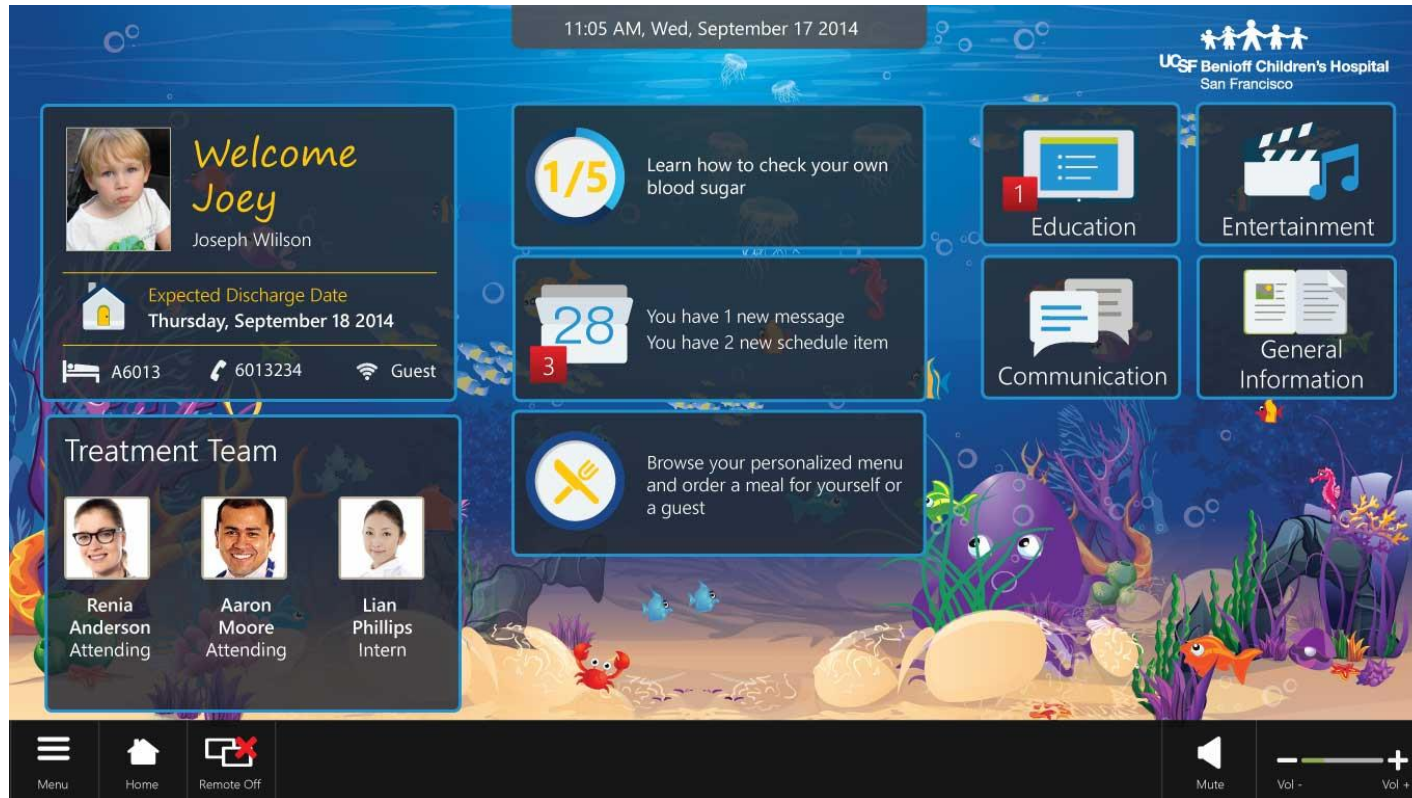 11:05 AM, Wed, September 17 2014
UCSF Benioff Children's Hospital
San Francisco
Welcome
Joey
Joseph Wlilson
Expected Discharge Date
Thursday, September 18 2014
A6013
6013234
Guest
Treatment Team
Renia
Anderson
Attending
Aaron
Moore
Attending
Lian
Phillips
Intern
1/5
Learn how to check your own
blood sugar
28
3
You have 1 new message
You have 2 new schedule item
Browse your personalized menu
and order a meal for yourself or
a guest
1
Education
Entertainment
Communication
General
Information
Menu
Home
Remote Off
Mute
Vol -
Vol +